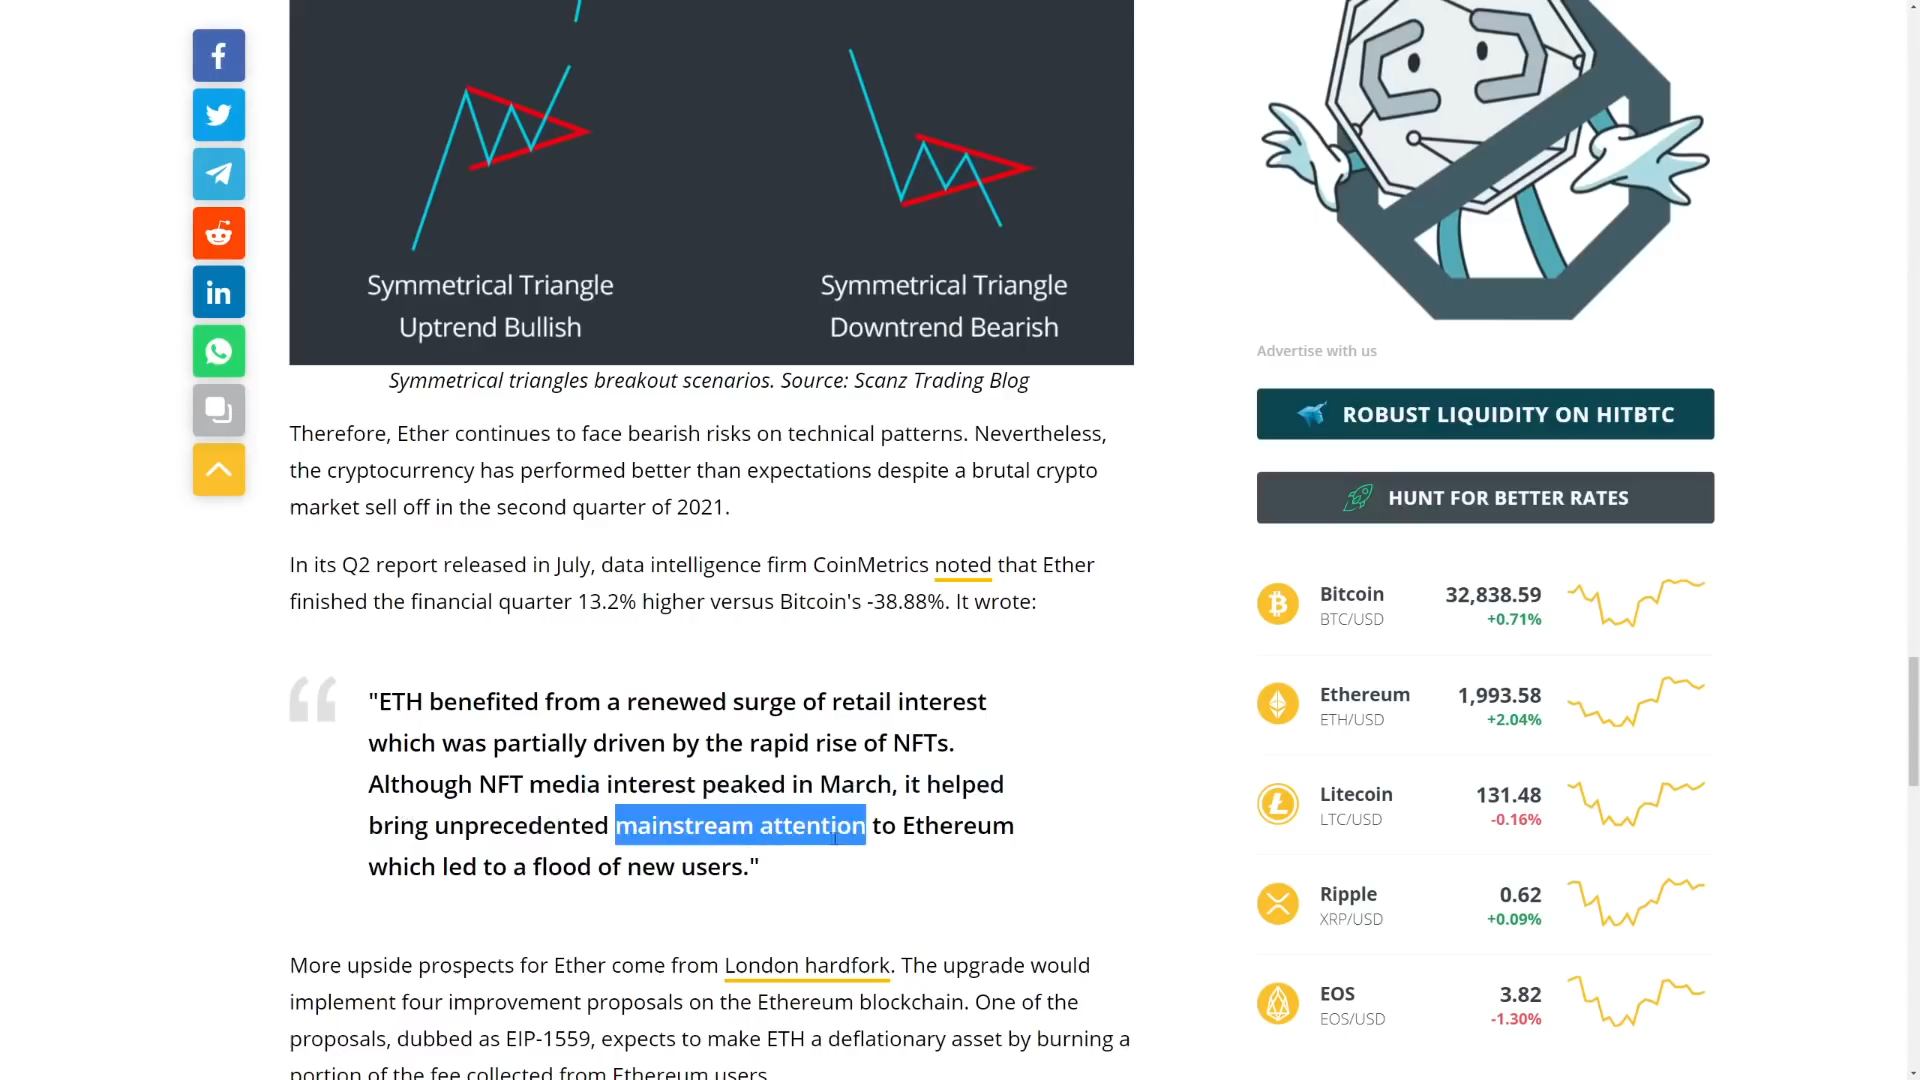 Symmetrical Triangle
Uptrend Bullish
Symmetrical Triangle
Downtrend Bearish
Symmetrical triangles breakout scenarios. Source: Scanz Trading Blog
Therefore, Ether continues to face bearish risks on technical patterns. Nevertheless,
the cryptocurrency has performed better than expectations despite a brutal crypto
market sell off in the second quarter of 2021.
In its Q2 report released in July, data intelligence firm CoinMetrics noted that Ether
finished the financial quarter 13.2% higher versus Bitcoin's -38.88%. It wrote:
"ETH benefited from a renewed surge of retail interest
which was partially driven by the rapid rise of NFTs.
Although NFT media interest peaked in March, it helped
bring unprecedented mainstream attention to Ethereum
which led to a flood of new users."
More upside prospects for Ether come from London hardfork. The upgrade would
implement four improvement proposals on the Ethereum blockchain. One of the
proposals, dubbed as EIP-1559, expects to make ETH a deflationary asset by burning a
portion of the fee collected from Ethereum users.
Advertise with us
ROBUST LIQUIDITY ON HITBTC
HUNT FOR BETTER RATES
Bitcoin 32,838.59
BTC/USD +0.71%
Ethereum 1,993.58
ETH/USD +2.04%
Litecoin 131.48
LTC/USD -0.16%
Ripple 0.62
XRP/USD +0.09%
EOS 3.82
EOS/USD -1.30%